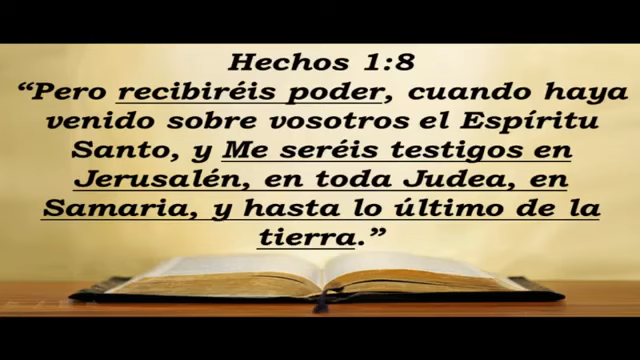 Hechos 1:8
“Pero recibiréis poder, cuando haya
venido sobre vosotros el Espíritu
Santo, y Me seréis testigos en
Jerusalén, en toda Judea, en
Samaria, y hasta lo último de la
tierra.”